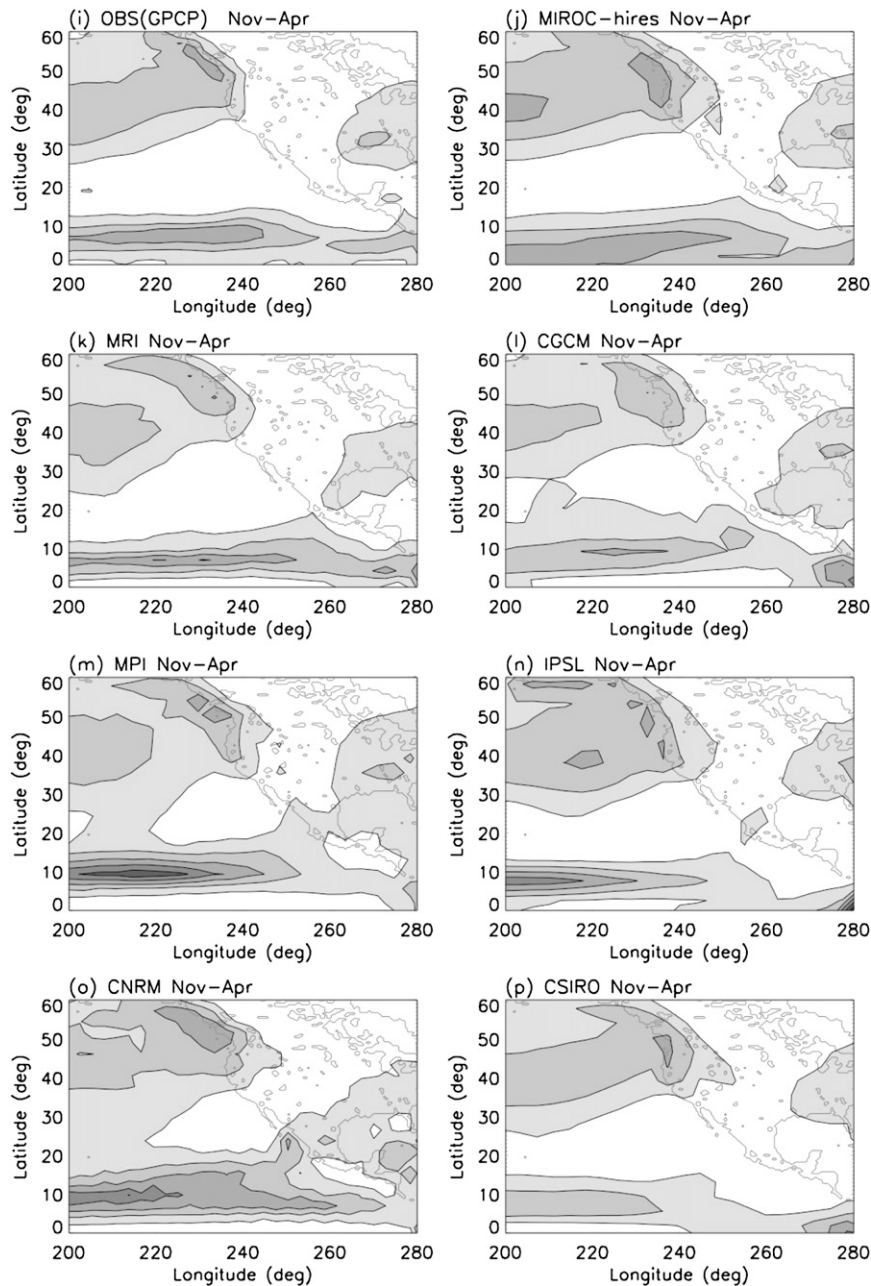 (i) OBS(GPCP) Nov-Apr
60
50
40
30
20
10
0
Latitude (deg)
200 220 240 260 280
Longitude (deg)
(j) MIROC-hires Nov-Apr
60
50
40
30
20
10
0
Latitude (deg)
200 220 240 260 280
Longitude (deg)
(k) MRI Nov-Apr
60
50
40
30
20
10
0
Latitude (deg)
200 220 240 260 280
Longitude (deg)
(l) CGCM Nov-Apr
60
50
40
30
20
10
0
Latitude (deg)
200 220 240 260 280
Longitude (deg)
(m) MPI Nov-Apr
60
50
40
30
20
10
0
Latitude (deg)
200 220 240 260 280
Longitude (deg)
(n) IPSL Nov-Apr
60
50
40
30
20
10
0
Latitude (deg)
200 220 240 260 280
Longitude (deg)
(o) CNRM Nov-Apr
60
50
40
30
20
10
0
Latitude (deg)
200 220 240 260 280
Longitude (deg)
(p) CSIRO Nov-Apr
60
50
40
30
20
10
0
Latitude (deg)
200 220 240 260 280
Longitude (deg)